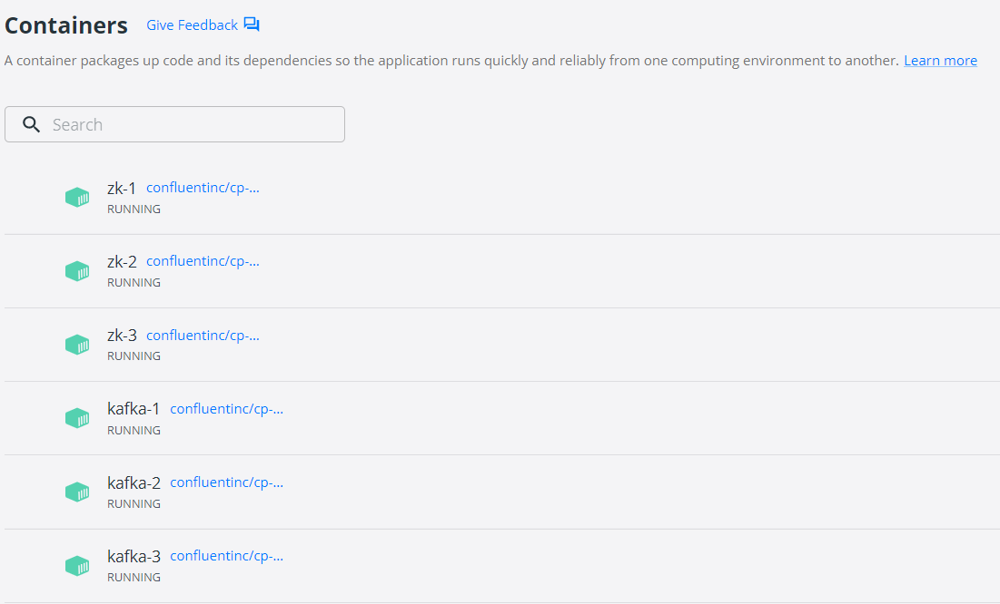 Containers Give Feedback
A container packages up code and its dependencies so the application runs quickly and reliably from one computing environment to another. Learn more
Search
zk-1 confluentinc/cp-...
RUNNING
zk-2 confluentinc/cp-...
RUNNING
zk-3 confluentinc/cp-...
RUNNING
kafka-1 confluentinc/cp-...
RUNNING
kafka-2 confluentinc/cp-...
RUNNING
kafka-3 confluentinc/cp-...
RUNNING